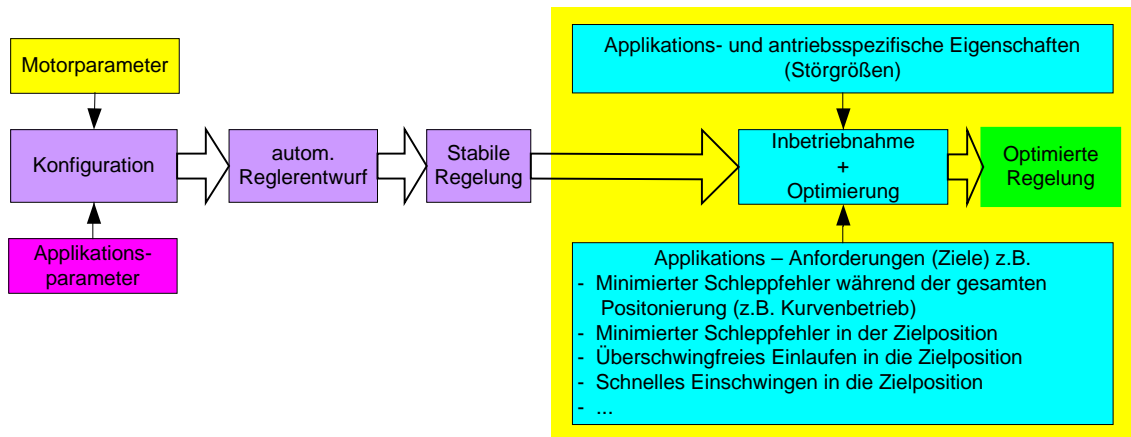 Motorparameter
Konfiguration
Applikations-
parameter
autom.
Reglerentwurf
Stabile
Regelung
Applikations- und antriebsspezifische Eigenschaften
(Störgrößen)
Inbetriebnahme
+
Optimierung
Optimierte
Regelung
Applikations – Anforderungen (Ziele) z.B.
- Minimierter Schleppfehler während der gesamten
Positonierung (z.B. Kurvenbetrieb)
- Minimierter Schleppfehler in der Zielposition
- Überschwingfreies Einlaufen in die Zielposition
- Schnelles Einschwingen in die Zielposition
- ...